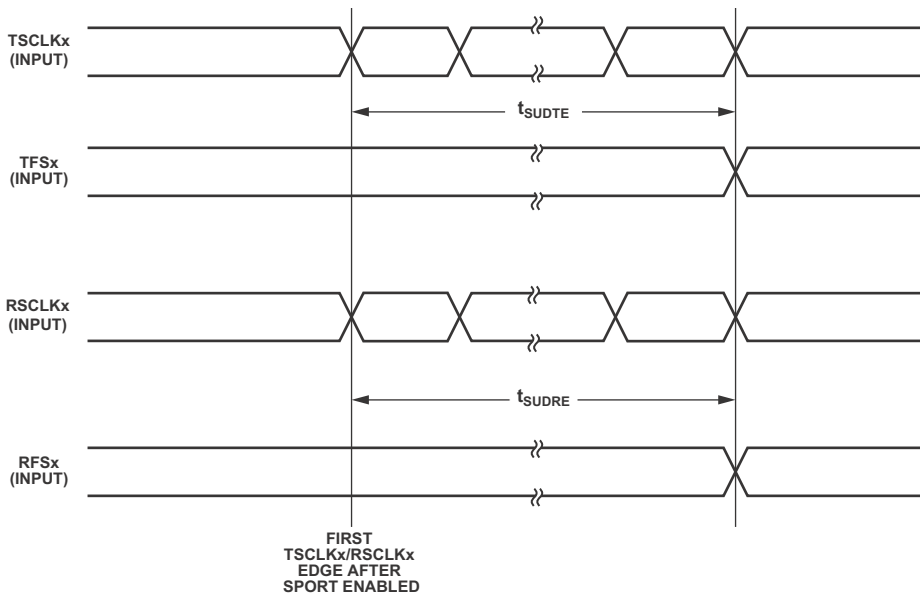 TSCLKx
(INPUT)
tSUDTE
TFSx
(INPUT)
RSCLKx
(INPUT)
tSUDRE
RFSx
(INPUT)
FIRST
TSCLKx/RSCLKx
EDGE AFTER
SPORT ENABLED